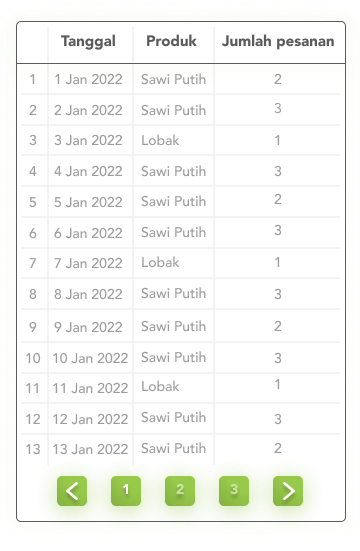 Tanggal Produk Jumlah pesanan
1 1 Jan 2022 Sawi Putih 2
2 2 Jan 2022 Sawi Putih 3
3 3 Jan 2022 Lobak 1
4 4 Jan 2022 Sawi Putih 3
5 5 Jan 2022 Sawi Putih 2
6 6 Jan 2022 Sawi Putih 3
7 7 Jan 2022 Lobak 1
8 8 Jan 2022 Sawi Putih 3
9 9 Jan 2022 Sawi Putih 2
10 10 Jan 2022 Sawi Putih 3
11 11 Jan 2022 Lobak 1
12 12 Jan 2022 Sawi Putih 3
13 13 Jan 2022 Sawi Putih 2
< 1 2 3 >